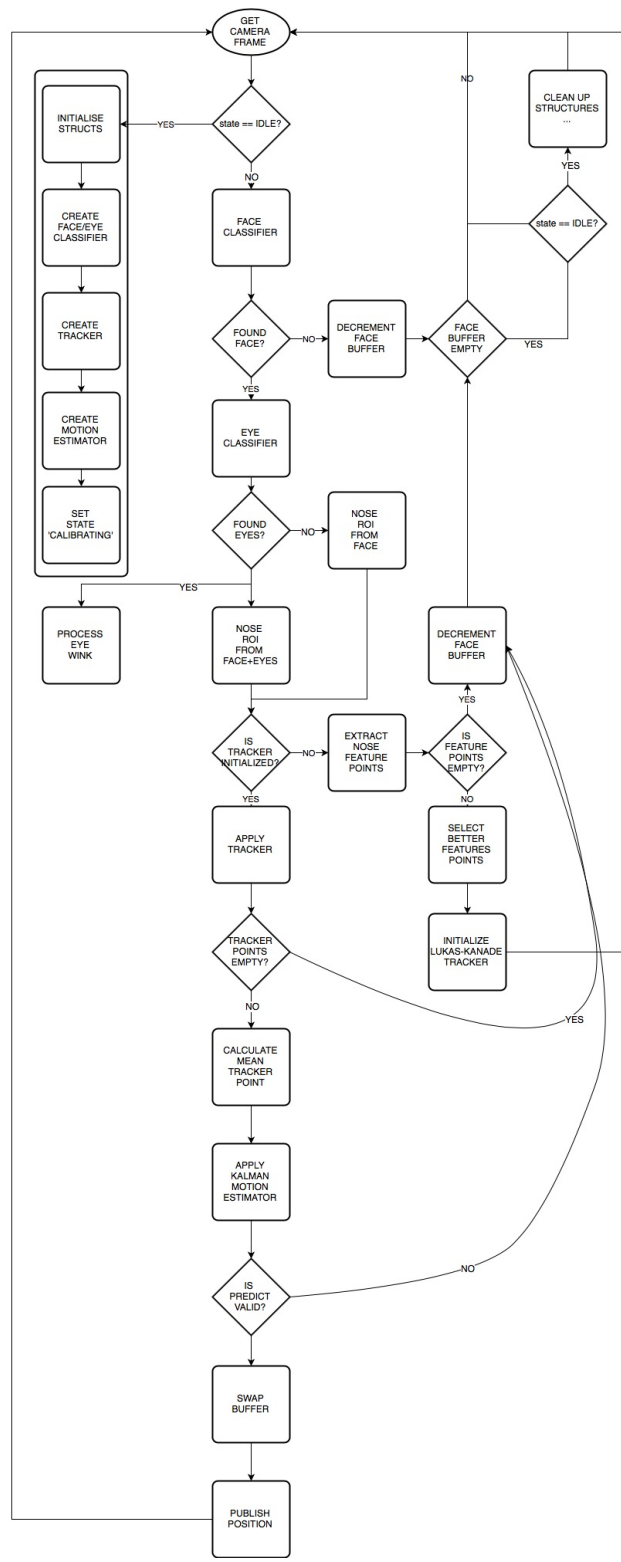 GET
CAMERA
FRAME
NO
INITIALISE
STRUCTS
YES
state == IDLE?
CLEAN UP
STRUCTURES
...
YES
NO
CREATE
FACE/EYE
CLASSIFIER
FACE
CLASSIFIER
state == IDLE?
CREATE
TRACKER
FOUND
FACE?
NO
DECREMENT
FACE
BUFFER
FACE
BUFFER
EMPTY
YES
YES
CREATE
MOTION
ESTIMATOR
EYE
CLASSIFIER
SET
STATE
'CALIBRATING'
FOUND
EYES?
NO
NOSE
ROI
FROM
FACE
YES
PROCESS
EYE
WINK
NOSE
ROI
FROM
FACE+EYES
DECREMENT
FACE
BUFFER
YES
IS
TRACKER
INITIALIZED?
NO
EXTRACT
NOSE
FEATURE
POINTS
IS
FEATURE
POINTS
EMPTY?
YES
NO
APPLY
TRACKER
SELECT
BETTER
FEATURES
POINTS
TRACKER
POINTS
EMPTY?
INITIALIZE
LUKAS-KANADE
TRACKER
NO
YES
CALCULATE
MEAN
TRACKER
POINT
APPLY
KALMAN
MOTION
ESTIMATOR
NO
IS
PREDICT
VALID?
SWAP
BUFFER
PUBLISH
POSITION